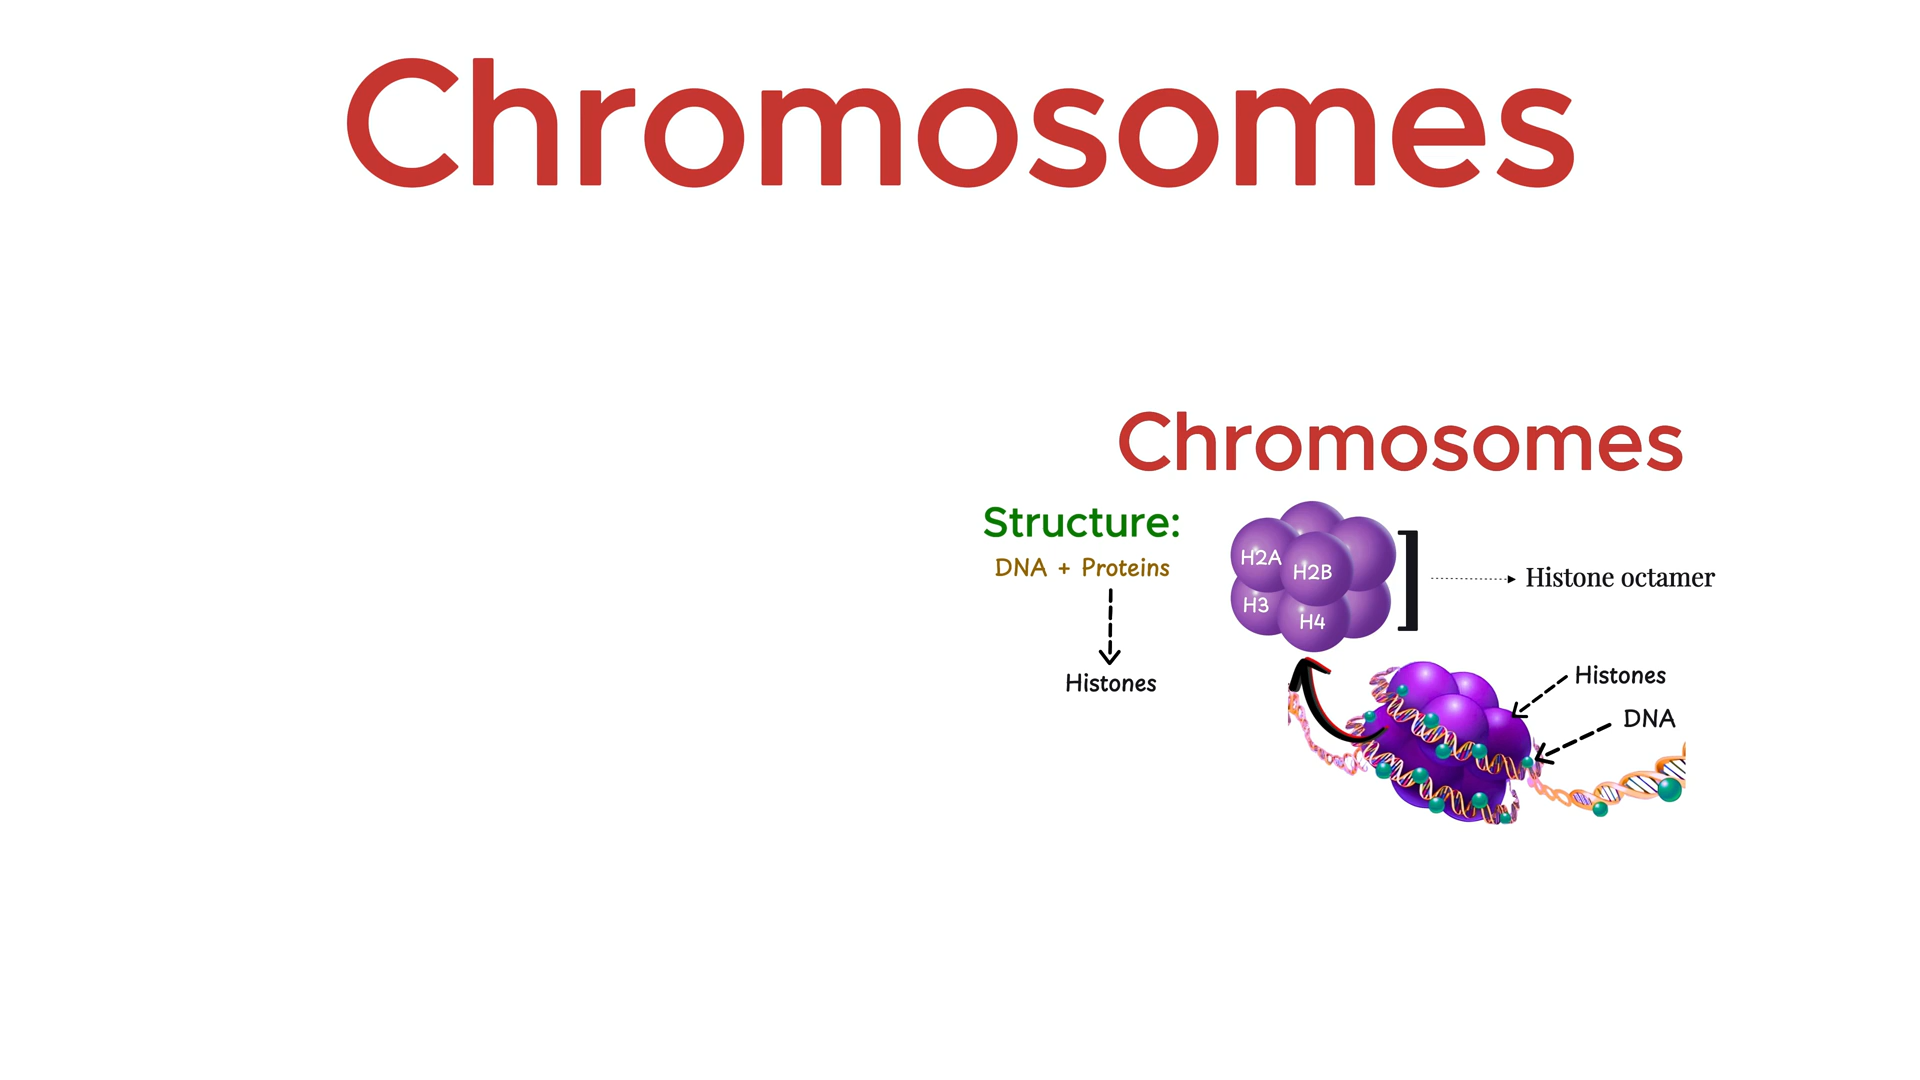 Chromosomes
Chromosomes
Structure:
DNA + Proteins
Histones
H2A
H2B
H3
H4
Histone octamer
Histones
DNA